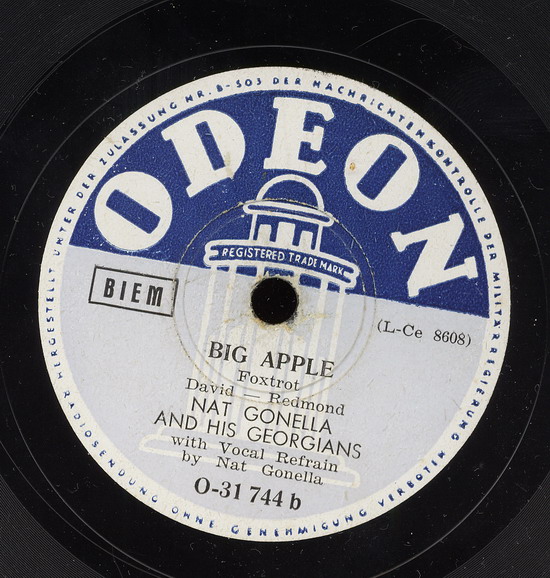 HERGESTELLT UNTER DER ZULASSUNG NR. B-503 DER NACHRICHTENKONTROLLE DER MILITÄRREGIERUNG
ODEON
REGISTERED TRADE MARK
BIEM
(L-Ce 8608)
BIG APPLE
Foxtrot
David — Redmond
NAT GONELLA
AND HIS GEORGIANS
with Vocal Refrain
by Nat Gonella
O-31 744 b
RADIOSENDUNG OHNE GENEHMIGUNG VERBOTEN